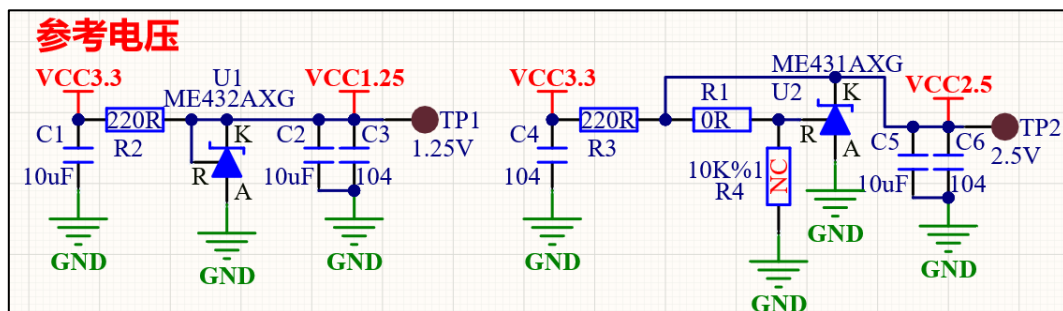 参考电压
VCC3.3
U1
ME432AXG
VCC1.25
C1
220R
R2
10uF
K
R
A
C2
C3
10uF
104
TP1
1.25V
GND
GND
GND
VCC3.3
ME431AXG
R1
U2
K
VCC2.5
C4
220R
R3
0R
104
R
A
10K%1
R4
NC
C5
C6
10uF
104
TP2
2.5V
GND
GND
GND
GND